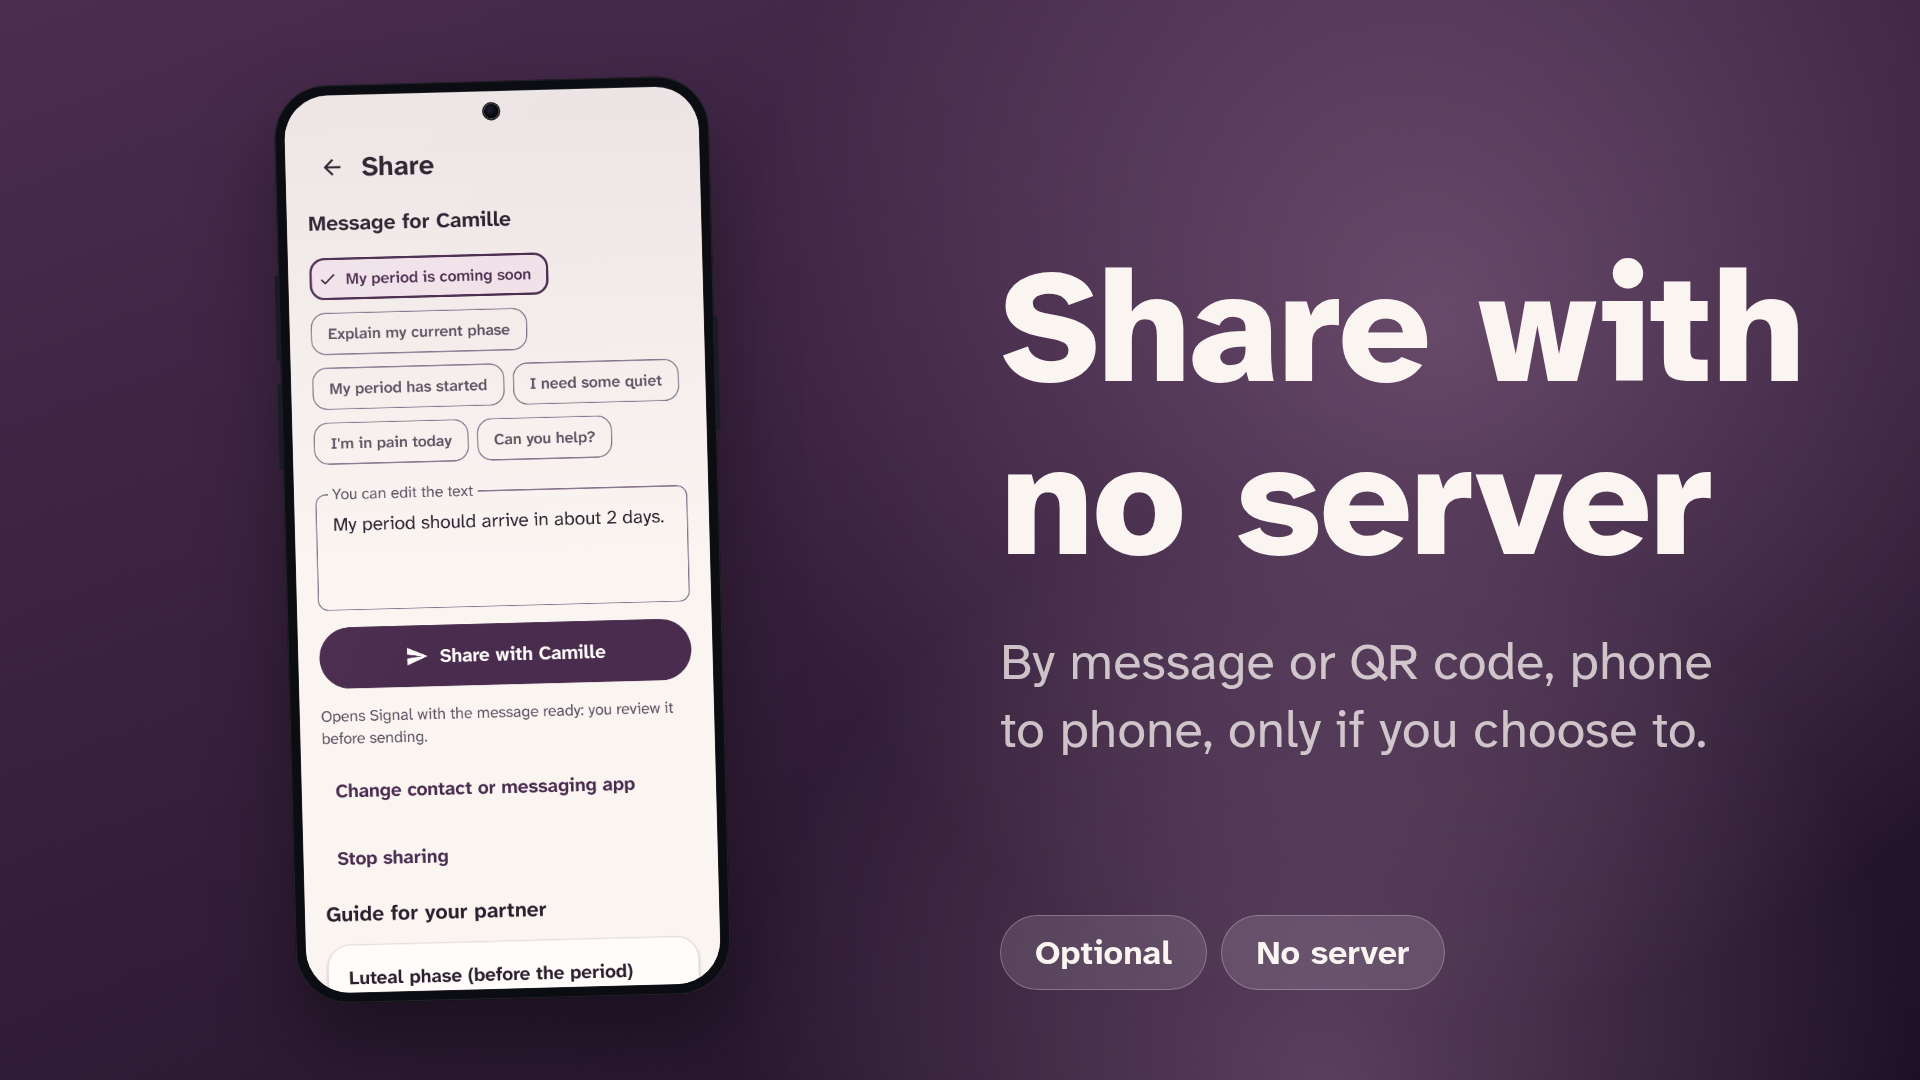 Share
Message for Camille
My period is coming soon
Explain my current phase
My period has started
I need some quiet
I'm in pain today
Can you help?
You can edit the text
My period should arrive in about 2 days.
Share with Camille
Opens Signal with the message ready: you review it
before sending.
Change contact or messaging app
Stop sharing
Guide for your partner
Luteal phase (before the period)
Share with
no server
By message or QR code, phone
to phone, only if you choose to.
Optional
No server